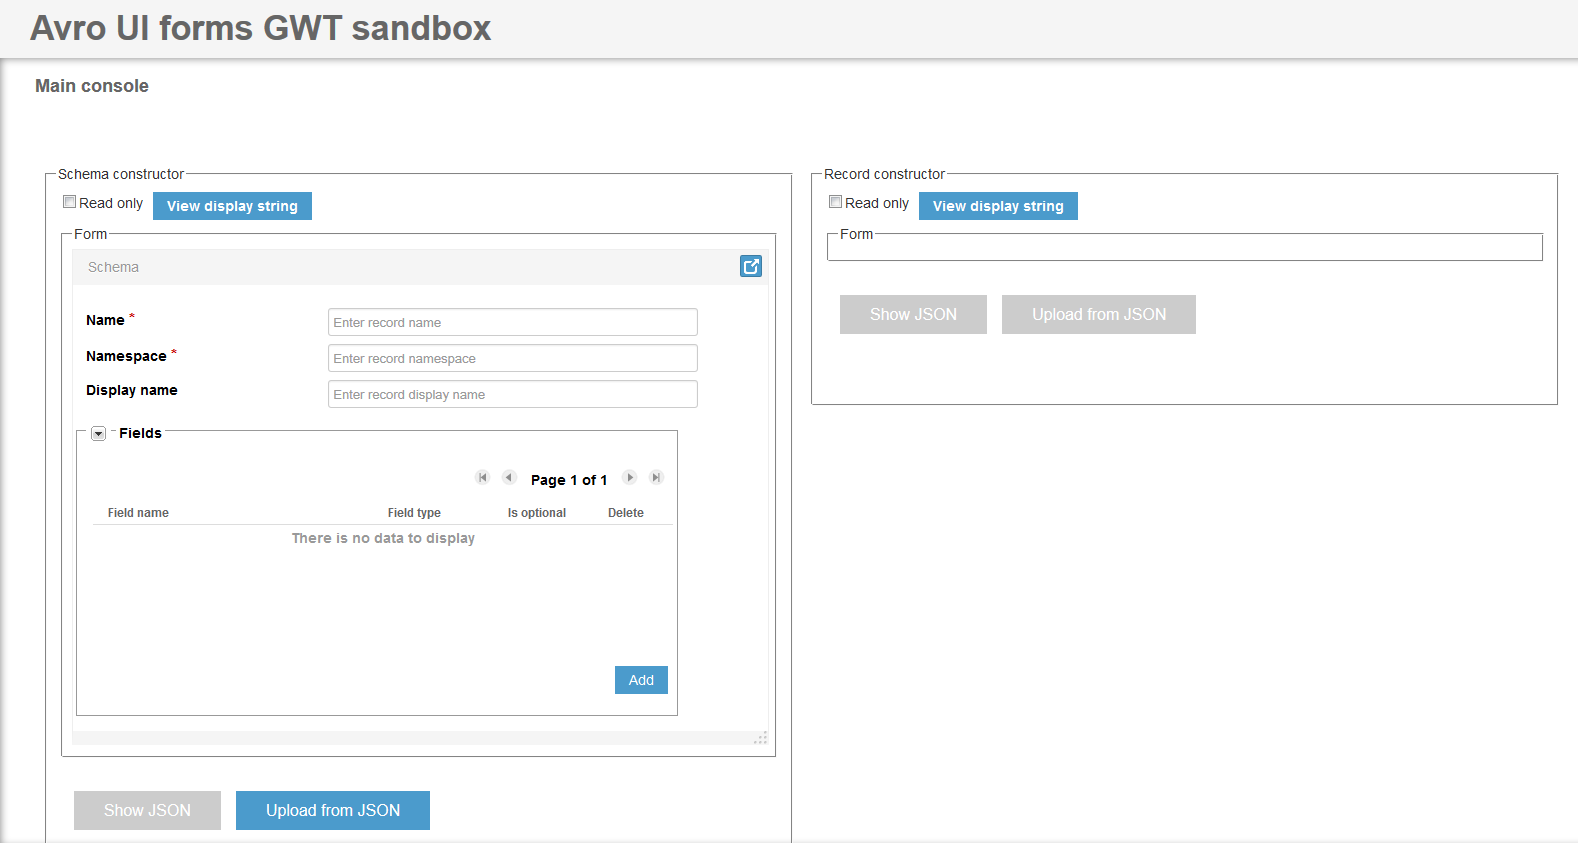 Avro UI forms GWT sandbox
Main console
Schema constructor
Read only View display string
Form
Schema
Name *
Enter record name
Namespace *
Enter record namespace
Display name
Enter record display name
Fields
Page 1 of 1
Field name Field type Is optional Delete
There is no data to display
Add
Show JSON Upload from JSON
Record constructor
Read only View display string
Form
Show JSON Upload from JSON